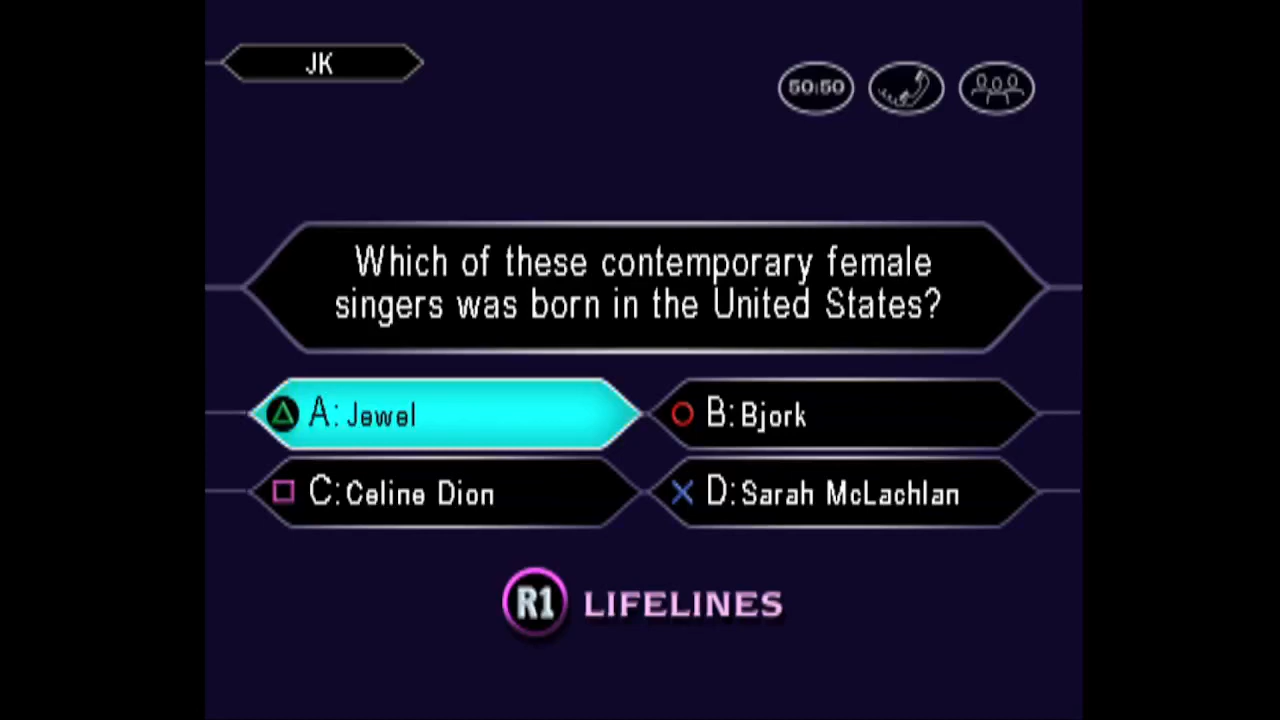 JK
50:50
Which of these contemporary female
singers was born in the United States?
A: Jewel
B: Bjork
C: Celine Dion
D: Sarah McLachlan
R1 LIFELINES